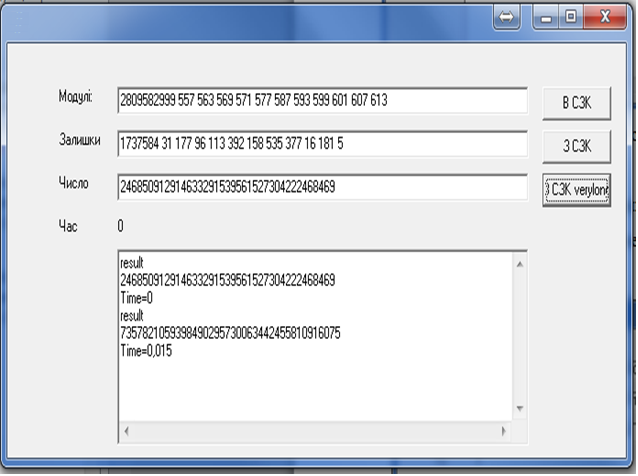 Модулі: 2809582999 557 563 569 571 577 587 593 599 601 607 613
В СЗК
Залишки 1737584 31 177 96 113 392 158 535 377 16 181 5
З СЗК
Число 246850912914633291539561527304222468469
З СЗК verylong
Час 0
result
246850912914633291539561527304222468469
Time=0
result
735782105939849029573006344245581091607​5
Time=0,015